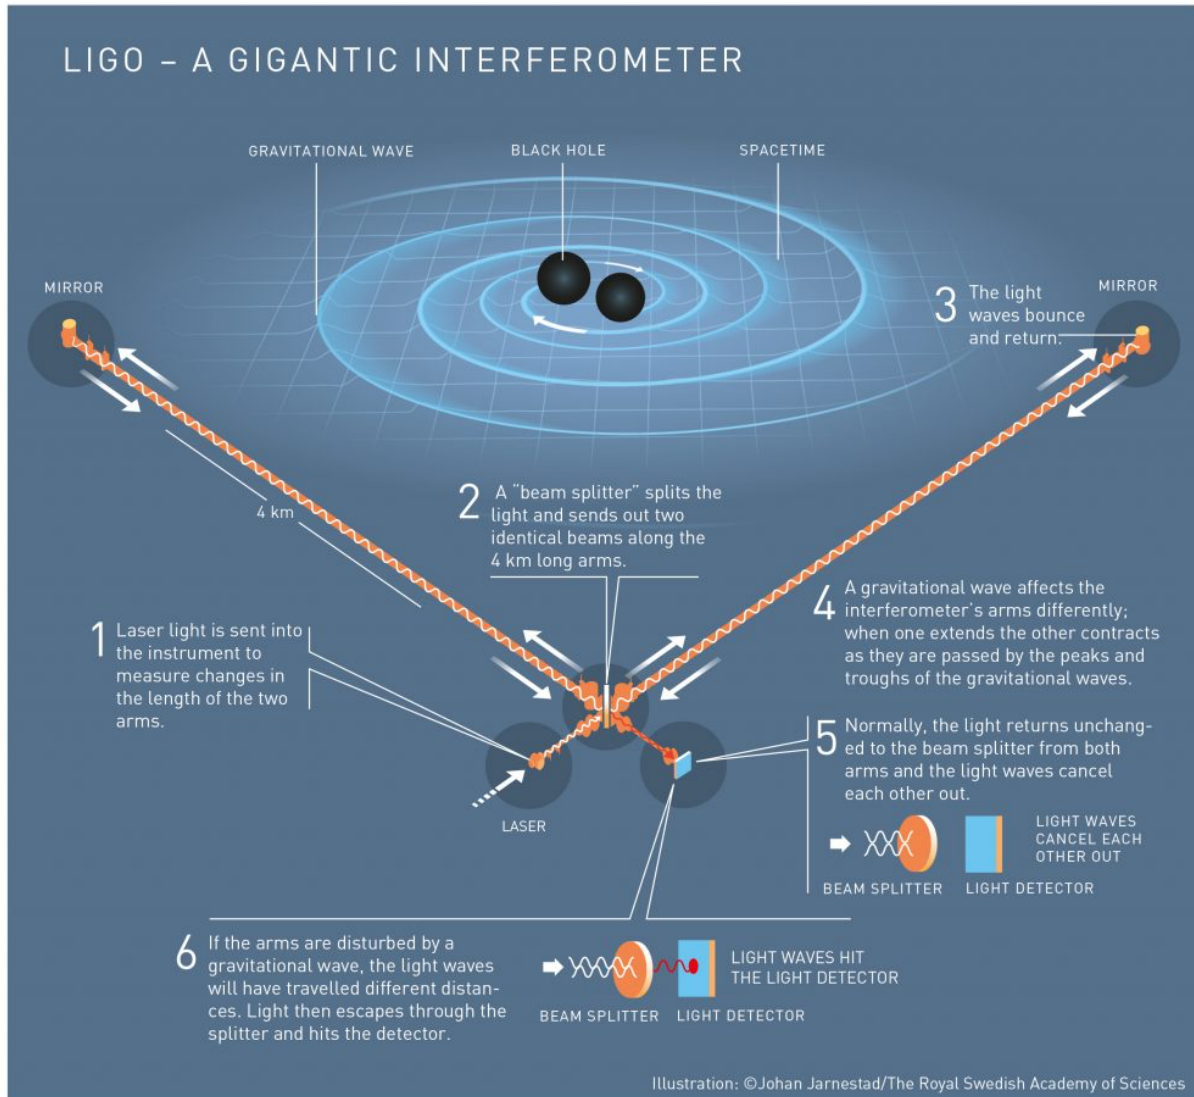 LIGO – A GIGANTIC INTERFEROMETER
GRAVITATIONAL WAVE
BLACK HOLE
SPACETIME
MIRROR
MIRROR
3 The light
waves bounce
and return.
4 km
2 A "beam splitter" splits the
light and sends out two
identical beams along the
4 km long arms.
1 Laser light is sent into
the instrument to
measure changes in
the length of the two
arms.
4 A gravitational wave affects the
interferometer's arms differently;
when one extends the other contracts
as they are passed by the peaks and
troughs of the gravitational waves.
5 Normally, the light returns unchang-
ed to the beam splitter from both
arms and the light waves cancel
each other out.
LASER
LIGHT WAVES
CANCEL EACH
OTHER OUT
BEAM SPLITTER
LIGHT DETECTOR
6 If the arms are disturbed by a
gravitational wave, the light waves
will have travelled different distan-
ces. Light then escapes through the
splitter and hits the detector.
LIGHT WAVES HIT
THE LIGHT DETECTOR
BEAM SPLITTER
LIGHT DETECTOR
Illustration: ©Johan Jarnestad/The Royal Swedish Academy of Sciences